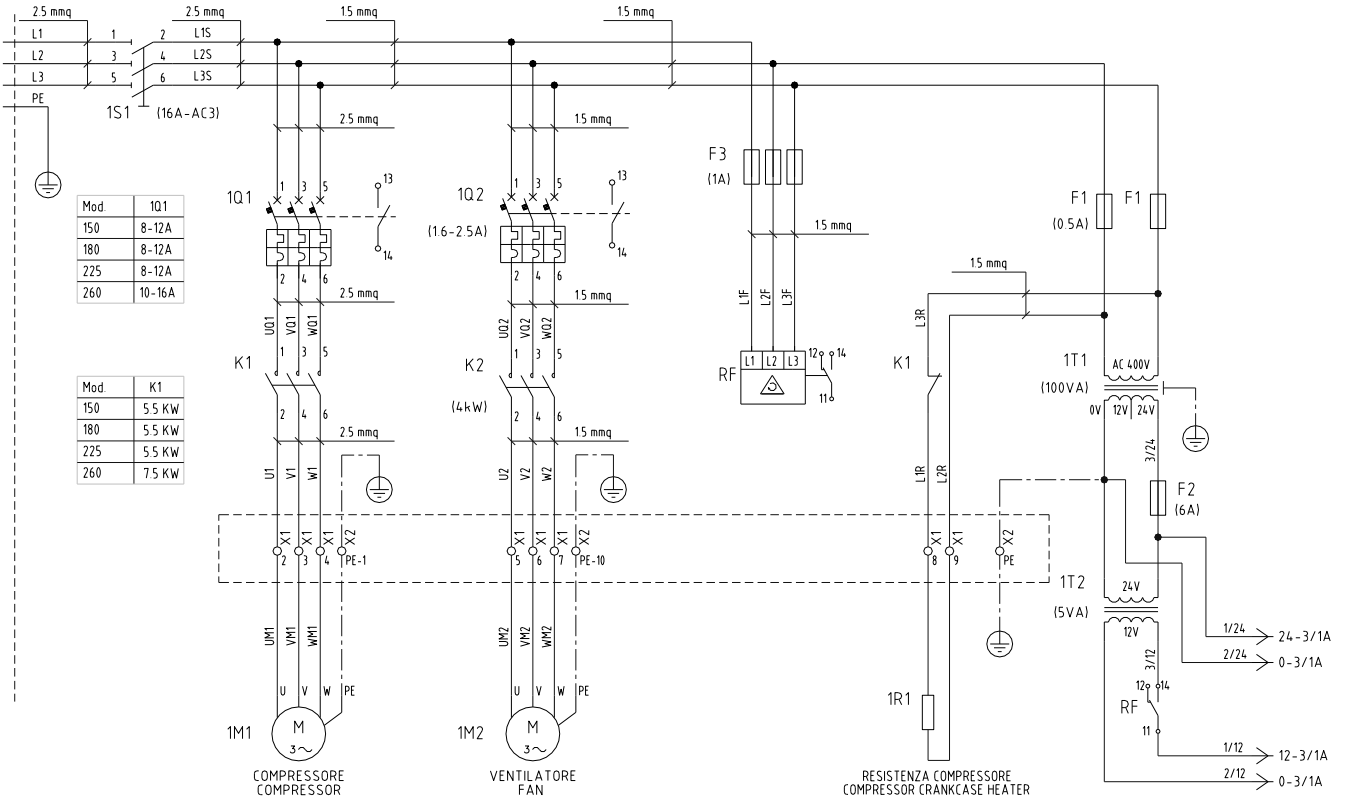 2.5 mmq
2.5 mmq
1.5 mmq
1.5 mmq
L1 1 2 L1S
L2 3 4 L2S
L3 5 6 L3S
PE
1S1 (16A-AC3)
2.5 mmq
1.5 mmq
F3
(1A)
1Q1
1 3 5
13
14
2 4 6
1Q2
(1.6-2.5A)
1 3 5
13
14
2 4 6
F1
(0.5A)
F1
Mod. 1Q1
150 8-12A
180 8-12A
225 8-12A
260 10-16A
1.5 mmq
1.5 mmq
2.5 mmq
1.5 mmq
UQ1 VQ1 WQ1
UQ2 VQ2 WQ2
L1F L2F L3F
L3R
K1
1 3 5
2 4 6
K2
(4kW)
1 3 5
2 4 6
RF
L1 L2 L3
12 14
11
K1
1T1
(100VA)
AC 400V
0V 12V 24V
Mod. K1
150 5.5 KW
180 5.5 KW
225 5.5 KW
260 7.5 KW
2.5 mmq
1.5 mmq
U1 V1 W1
U2 V2 W2
L1R L2R
3/24
F2
(6A)
X1 X1 X1 X2
2 3 4 PE-1
X1 X1 X1 X2
5 6 7 PE-10
X1 X1
8 9
X2
PE
1T2
(5VA)
24V
12V
UM1 VM1 WM1
UM2 VM2 WM2
1/24 24-3/1A
2/24 0-3/1A
3/12
12 14
RF
11
U V W PE
1M1
M
3~
U V W PE
1M2
M
3~
1R1
1/12 12-3/1A
2/12 0-3/1A
COMPRESSORE
COMPRESSOR
VENTILATORE
FAN
RESISTENZA COMPRESSORE
COMPRESSOR CRANKCASE HEATER